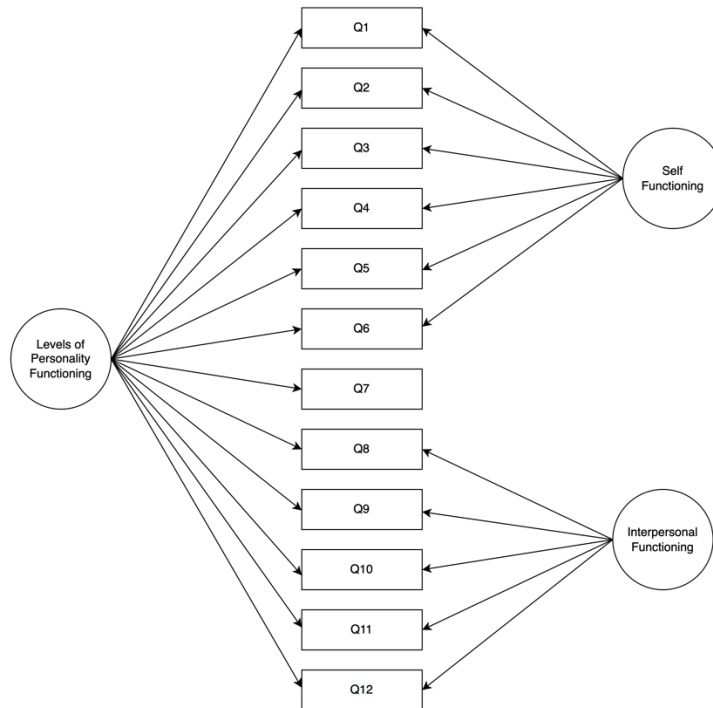 Q1
Q2
Q3
Q4
Q5
Q6
Q7
Q8
Q9
Q10
Q11
Q12
Levels of
Personality
Functioning
Self
Functioning
Interpersonal
Functioning